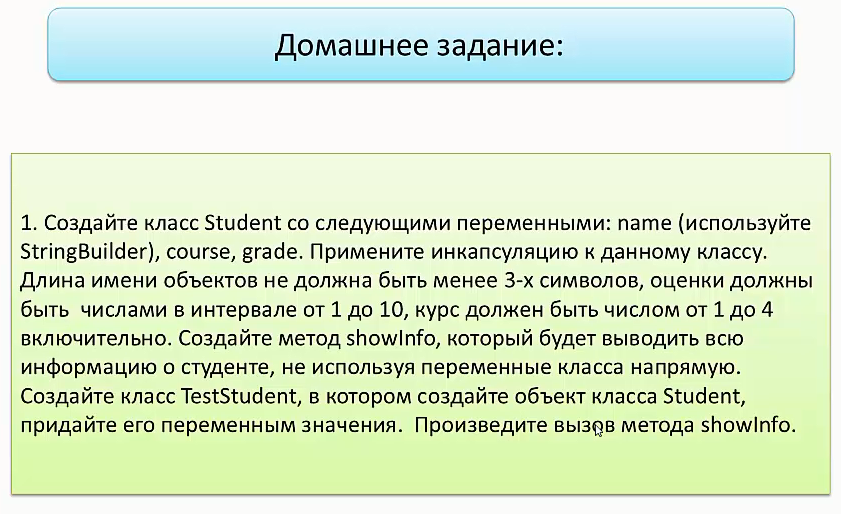 Домашнее задание:
1. Создайте класс Student со следующими переменными: name (используйте
StringBuilder), course, grade. Примените инкапсуляцию к данному классу.
Длина имени объектов не должна быть менее 3-х символов, оценки должны
быть  числами в интервале от 1 до 10, курс должен быть числом от 1 до 4
включительно. Создайте метод showInfo, который будет выводить всю
информацию о студенте, не используя переменные класса напрямую.
Создайте класс TestStudent, в котором создайте объект класса Student,
придайте его переменным значения.  Произведите вызов метода showInfo.